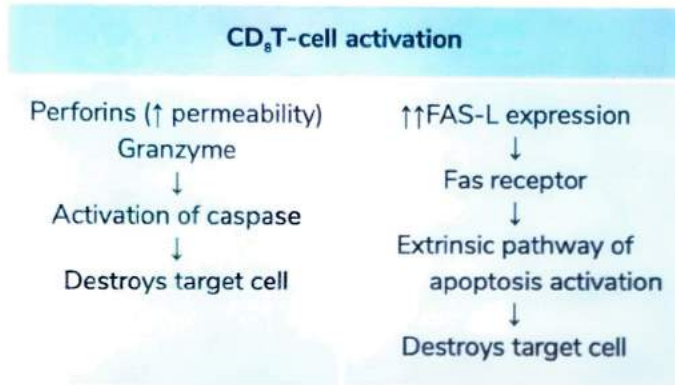 CD₈T-cell activation
Perforins (↑ permeability)
Granzyme
↓
Activation of caspase
↓
Destroys target cell
↑↑FAS-L expression
↓
Fas receptor
↓
Extrinsic pathway of
apoptosis activation
↓
Destroys target cell